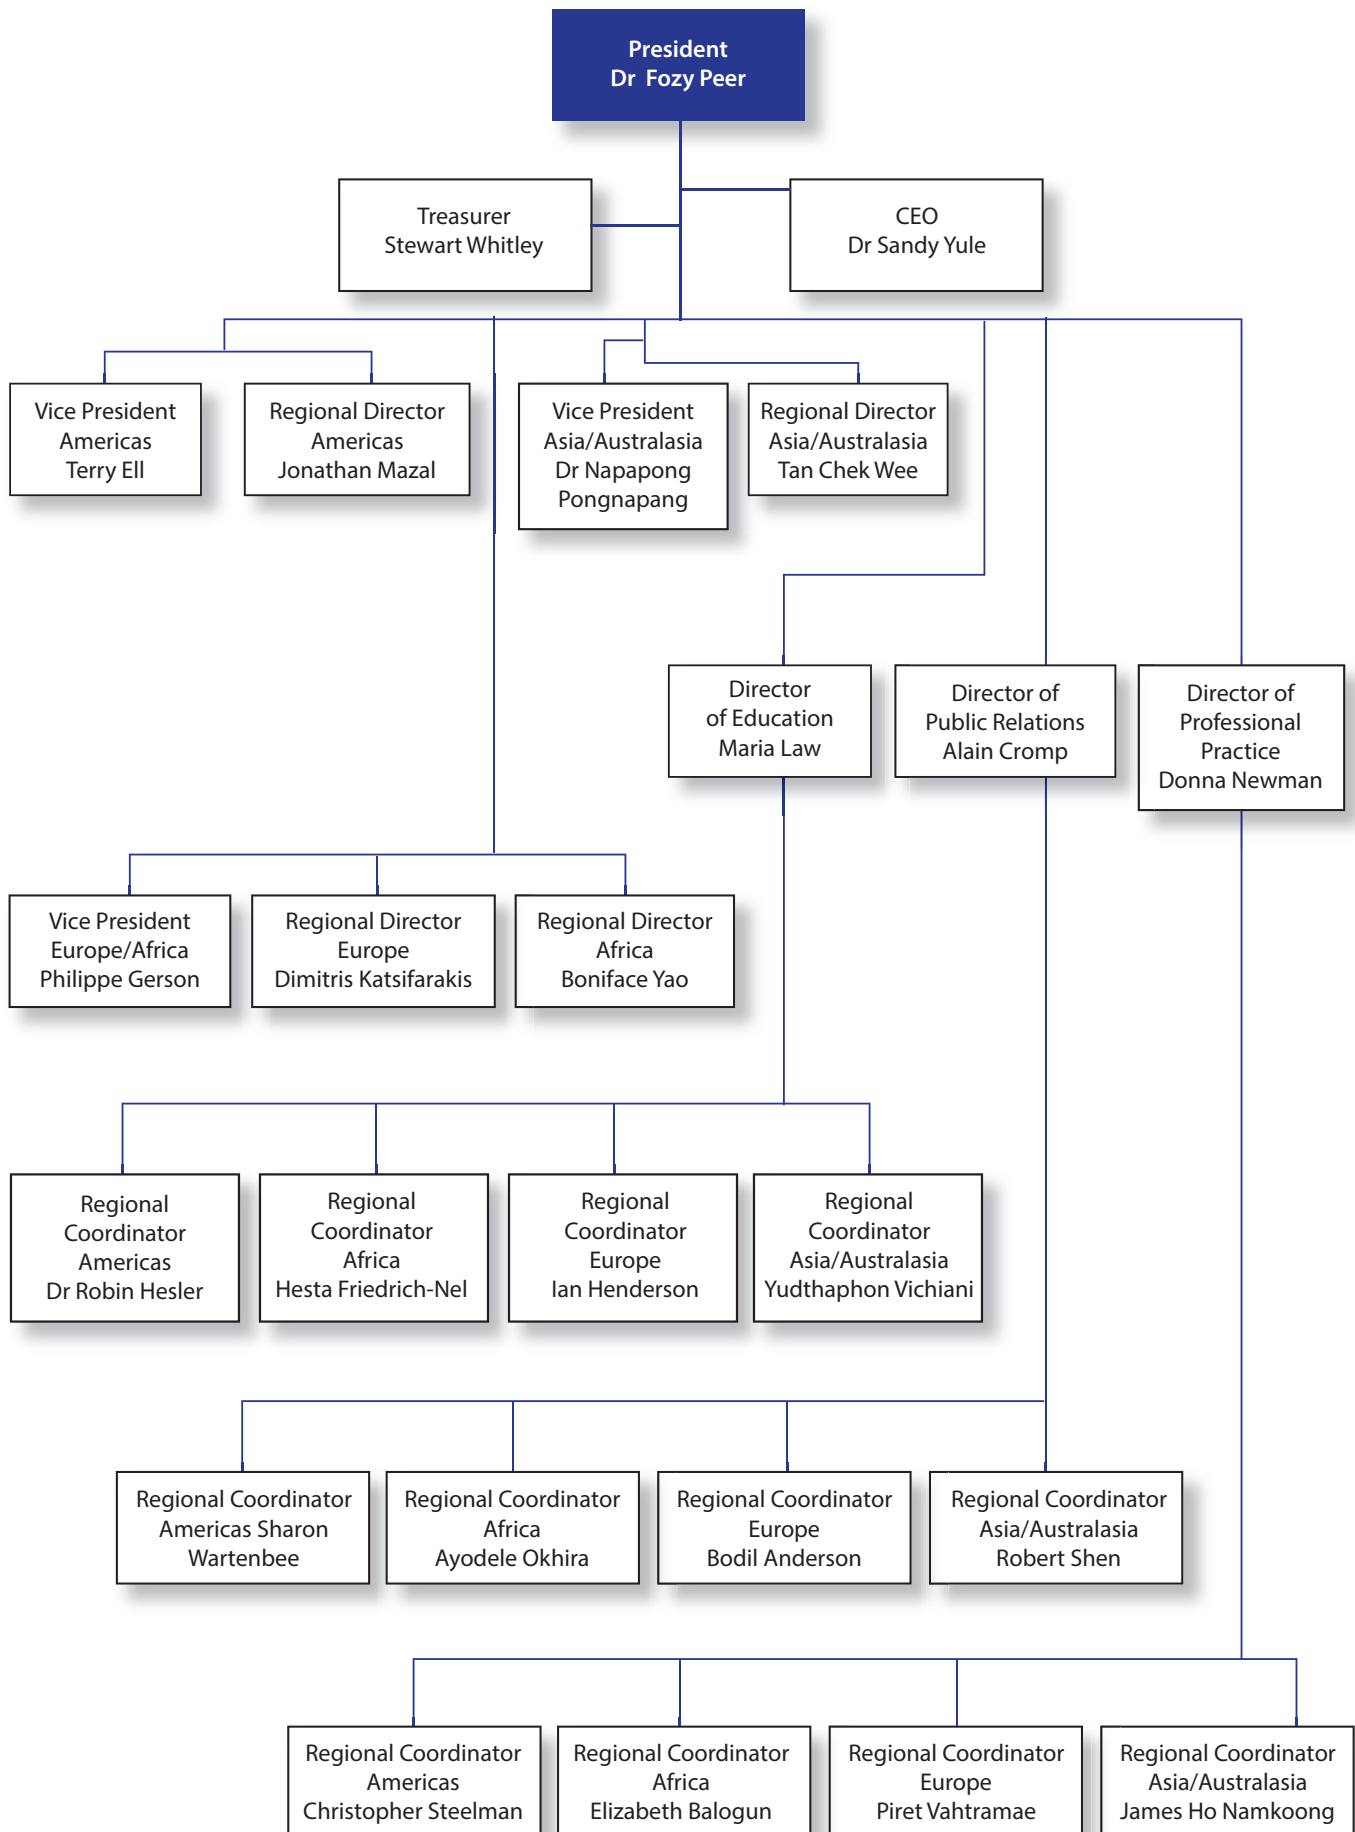 President
Dr Fozy Peer
Treasurer
Stewart Whitley
CEO
Dr Sandy Yule
Vice President
Americas
Terry Ell
Regional Director
Americas
Jonathan Mazal
Vice President
Asia/Australasia
Dr Napapong
Pongnapang
Regional Director
Asia/Australasia
Tan Chek Wee
Director
of Education
Maria Law
Director of
Public Relations
Alain Cromp
Director of
Professional
Practice
Donna Newman
Vice President
Europe/Africa
Philippe Gerson
Regional Director
Europe
Dimitris Katsifarakis
Regional Director
Africa
Boniface Yao
Regional
Coordinator
Americas
Dr Robin Hesler
Regional
Coordinator
Africa
Hesta Friedrich-Nel
Regional
Coordinator
Europe
Ian Henderson
Regional
Coordinator
Asia/Australasia
Yudthaphon Vichiani
Regional Coordinator
Americas Sharon
Wartenbee
Regional Coordinator
Africa
Ayodele Okhira
Regional Coordinator
Europe
Bodil Anderson
Regional Coordinator
Asia/Australasia
Robert Shen
Regional Coordinator
Americas
Christopher Steelman
Regional Coordinator
Africa
Elizabeth Balogun
Regional Coordinator
Europe
Piret Vahtramae
Regional Coordinator
Asia/Australasia
James Ho Namkoong